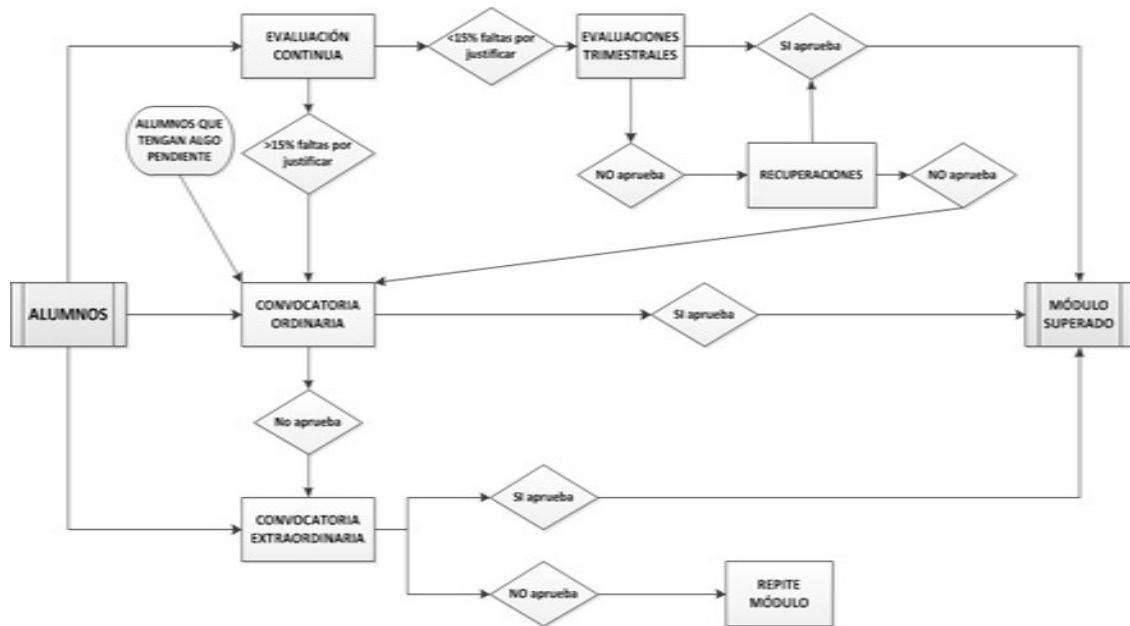 EVALUACIÓN
CONTINUA
<15% faltas por
justificar
EVALUACIONES
TRIMESTRALES
SI aprueba
ALUMNOS QUE
TENGAN ALGO
PENDIENTE
>15% faltas por
justificar
NO aprueba
RECUPERACIONES
NO aprueba
ALUMNOS
CONVOCATORIA
ORDINARIA
SI aprueba
MÓDULO
SUPERADO
No aprueba
CONVOCATORIA
EXTRAORDINARIA
SI aprueba
NO aprueba
REPITE
MÓDULO